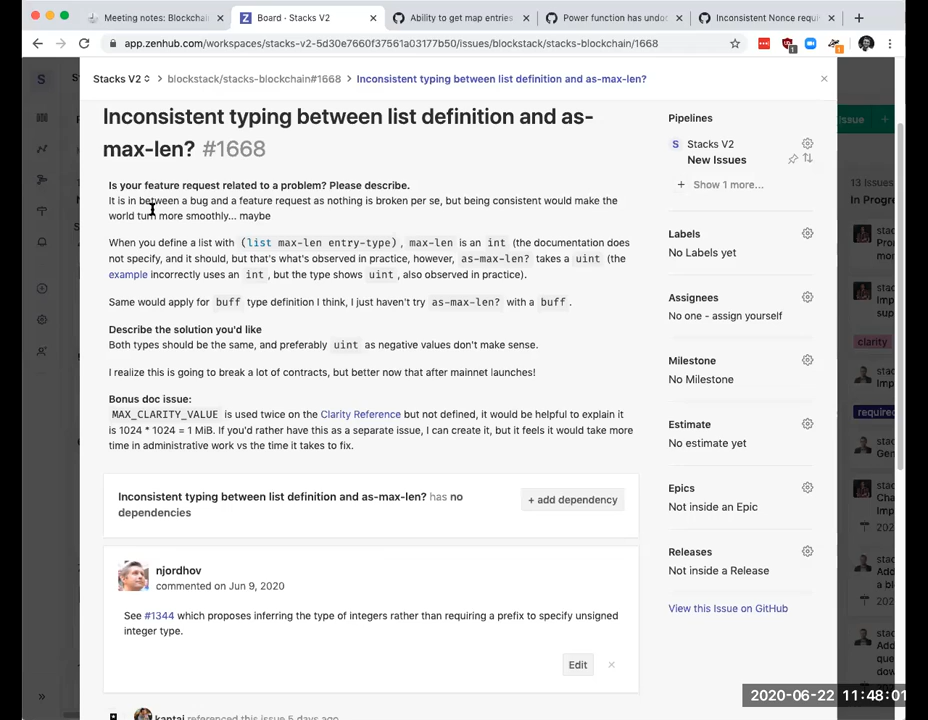 Meeting notes: Blockcha
Board - Stacks V2
Ability to get map entries
Power function has undo
Inconsistent Nonce requ
app.zenhub.com/workspaces/stacks-v2-5d30e7660f37561a03177b50/issues/blockstack/stacks-blockchain/1668
Stacks V2 blockstack/stacks-blockchain#1668 Inconsistent typing between list definition and as-max-len?
Inconsistent typing between list definition and as-
max-len? #1668
Is your feature request related to a problem? Please describe.
It is in between a bug and a feature request as nothing is broken per se, but being consistent would make the
world turn more smoothly... maybe
When you define a list with (list max-len entry-type), max-len is an int (the documentation does
not specify, and it should, but that's what's observed in practice, however, as-max-len? takes a uint (the
example incorrectly uses an int, but the type shows uint, also observed in practice).
Same would apply for buff type definition I think, I just haven't try as-max-len? with a buff.
Describe the solution you'd like
Both types should be the same, and preferably uint as negative values don't make sense.
I realize this is going to break a lot of contracts, but better now that after mainnet launches!
Bonus doc issue:
MAX_CLARITY_VALUE is used twice on the Clarity Reference but not defined, it would be helpful to explain it
is 1024 * 1024 = 1 MiB. If you'd rather have this as a separate issue, I can create it, but it feels it would take more
time in administrative work vs the time it takes to fix.
Inconsistent typing between list definition and as-max-len? has no
dependencies
+ add dependency
njordhov
commented on Jun 9, 2020
See #1344 which proposes inferring the type of integers rather than requiring a prefix to specify unsigned
integer type.
Edit
kantai referenced this issue 5 days ago
Pipelines
S Stacks V2
New Issues
+ Show 1 more...
Labels
No Labels yet
Assignees
No one - assign yourself
Milestone
No Milestone
Estimate
No estimate yet
Epics
Not inside an Epic
Releases
Not inside a Release
View this Issue on GitHub
S
Issue +
13 Issues
In Progress
clarity
required
2020-06-22 11:48:01